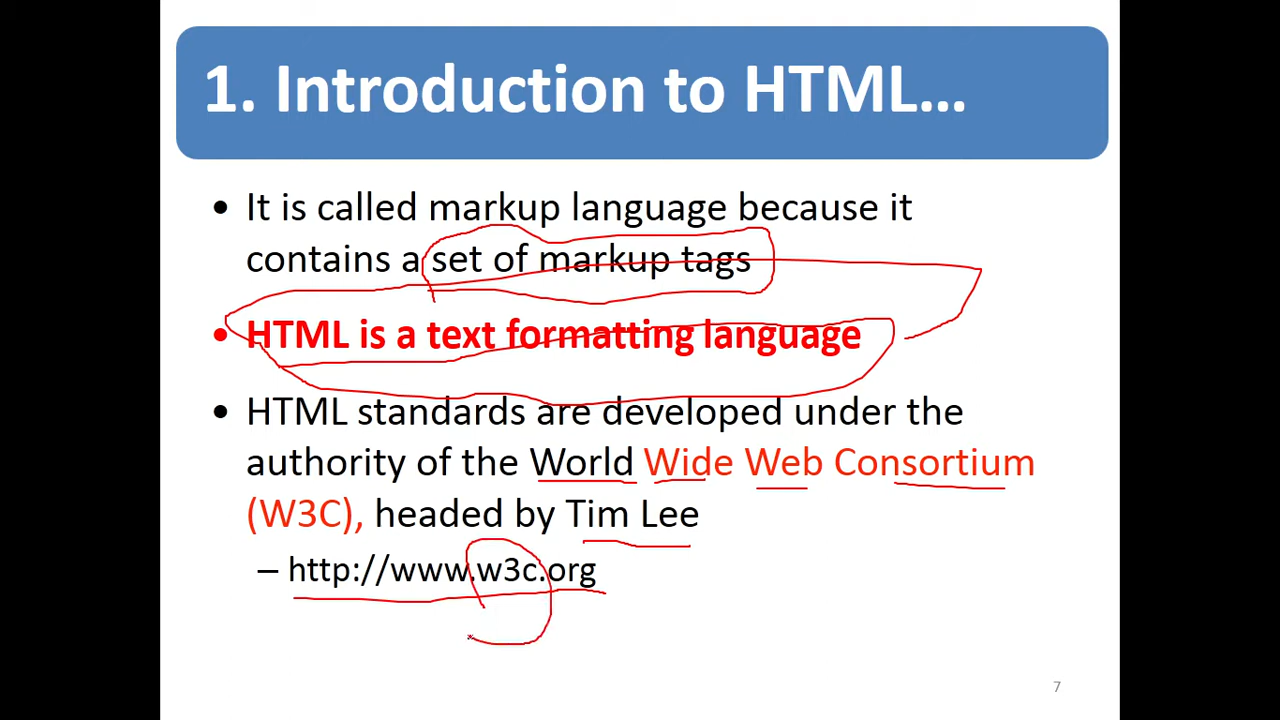 1. Introduction to HTML...
• It is called markup language because it
contains a set of markup tags
• HTML is a text formatting language
• HTML standards are developed under the
authority of the World Wide Web Consortium
(W3C), headed by Tim Lee
– http://www.w3c.org
7